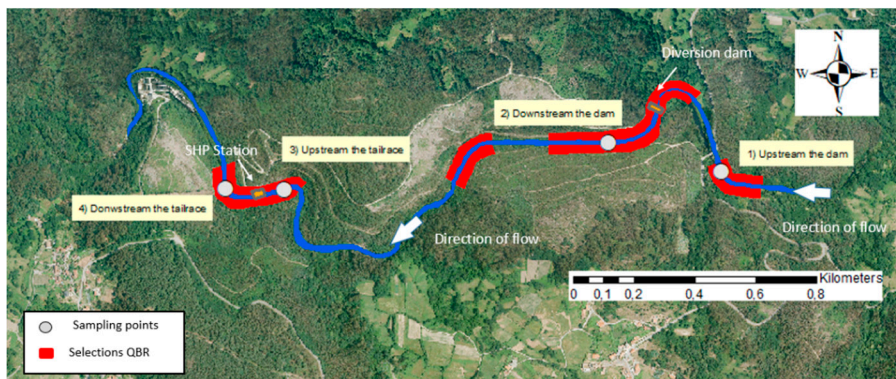 Diversion dam
N
W E
S
2) Downstream the dam
SHP Station
3) Upstream the tailrace
1) Upstream the dam
4) Donwstream the tailrace
Direction of flow
Direction of flow
Kilometers
0 0,1 0,2 0,4 0,6 0,8
Sampling points
Selections QBR